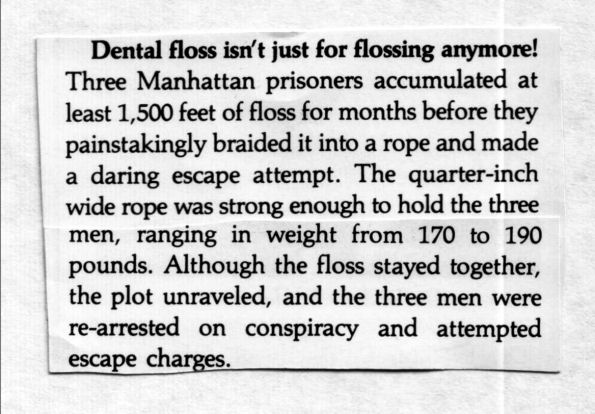 Dental floss isn't just for flossing anymore!
Three Manhattan prisoners accumulated at
least 1,500 feet of floss for months before they
painstakingly braided it into a rope and made
a daring escape attempt. The quarter-inch
wide rope was strong enough to hold the three
men, ranging in weight from 170 to 190
pounds. Although the floss stayed together,
the plot unraveled, and the three men were
re-arrested on conspiracy and attempted
escape charges.